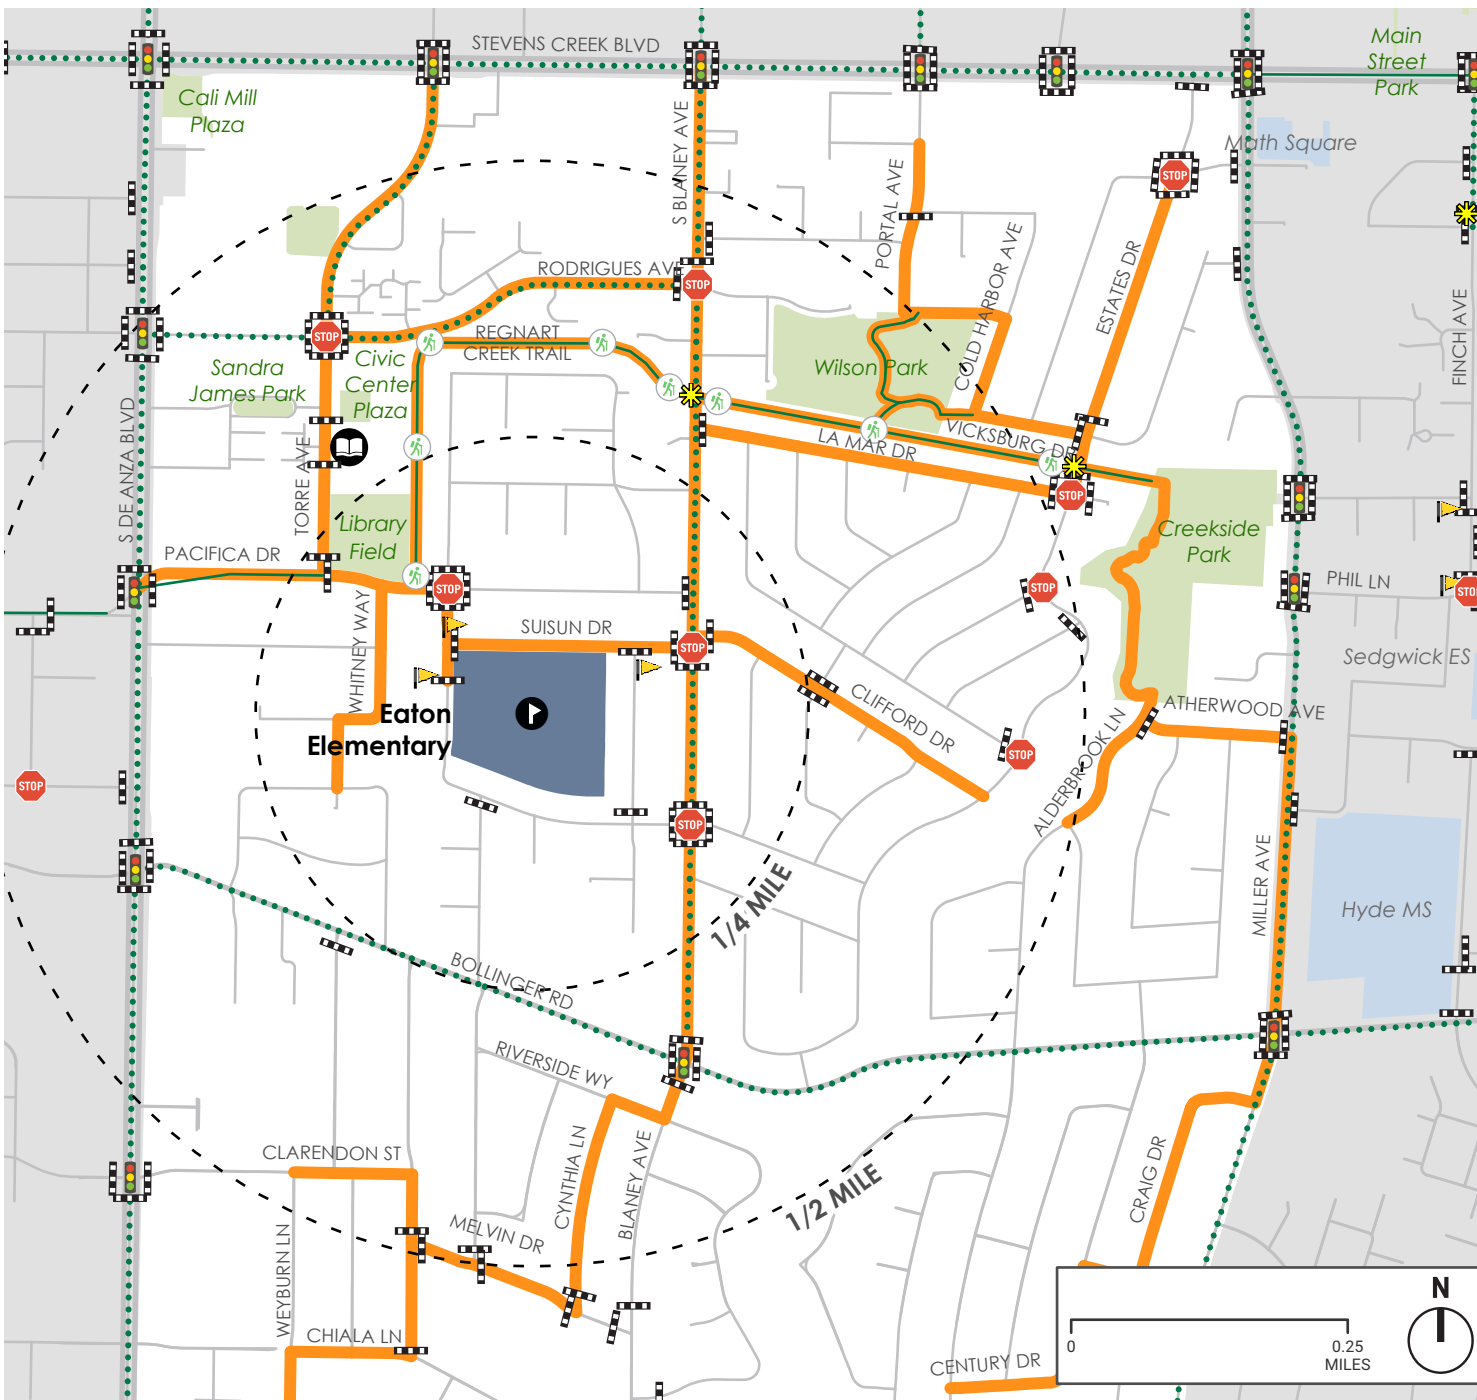 STEVENS CREEK BLVD
Main
Street
Park
Cali Mill
Plaza
S BLANEY AVE
Math Square
STOP
PORTAL AVE
COLD HARBOR AVE
ESTATES DR
RODRIGUES AVE
STOP
FINCH AVE
STOP
REGNART
CREEK TRAIL
Civic
Center
Plaza
Sandra
James Park
Wilson Park
S DE ANZA BLVD
VICKSBURG DR
LA MAR DR
TORRE AVE
STOP
Library
Field
Creekside
Park
PACIFICA DR
STOP
STOP
PHIL LN
STOP
WHITNEY WAY
SUISUN DR
STOP
Sedgwick ES
CLIFFORD DR
Eaton
Elementary
ATHERWOOD AVE
STOP
ALDERBROOK LN
STOP
STOP
MILLER AVE
1/4 MILE
Hyde MS
BOLLINGER RD
RIVERSIDE WY
CYNTHIA LN
BLANEY AVE
CLARENDON ST
1/2 MILE
CRAIG DR
MELVIN DR
WEYBURN LN
CHIALA LN
CENTURY DR
N
0
0.25
MILES